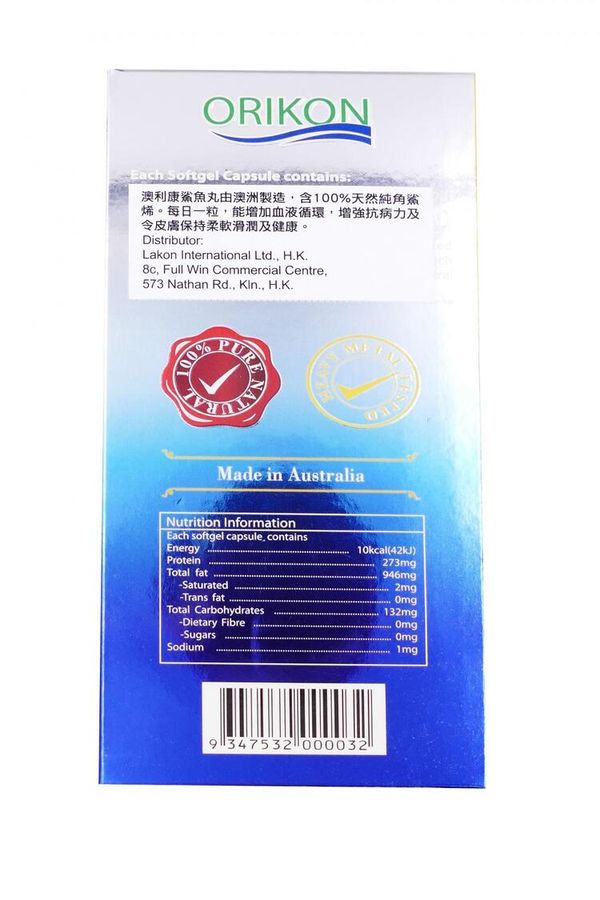 ORIKON
Each Softgel Capsule contains:
澳利康鯊魚丸由澳洲製造，含100%天然純角鯊
烯。每日一粒，能增加血液循環，增強抗病力及
令皮膚保持柔軟滑潤及健康。
Distributor:
Lakon International Ltd., H.K.
8c, Full Win Commercial Centre,
573 Nathan Rd., Kln., H.K.
100% PURE NATURAL
HEAVY METAL TESTED
Made in Australia
Nutrition Information
Each softgel capsule, contains
Energy 10kcal(42kJ)
Protein 273mg
Total fat 946mg
-Saturated 2mg
-Trans fat 0mg
Total Carbohydrates 132mg
-Dietary Fibre 0mg
-Sugars 0mg
Sodium 1mg
9 347532 000032